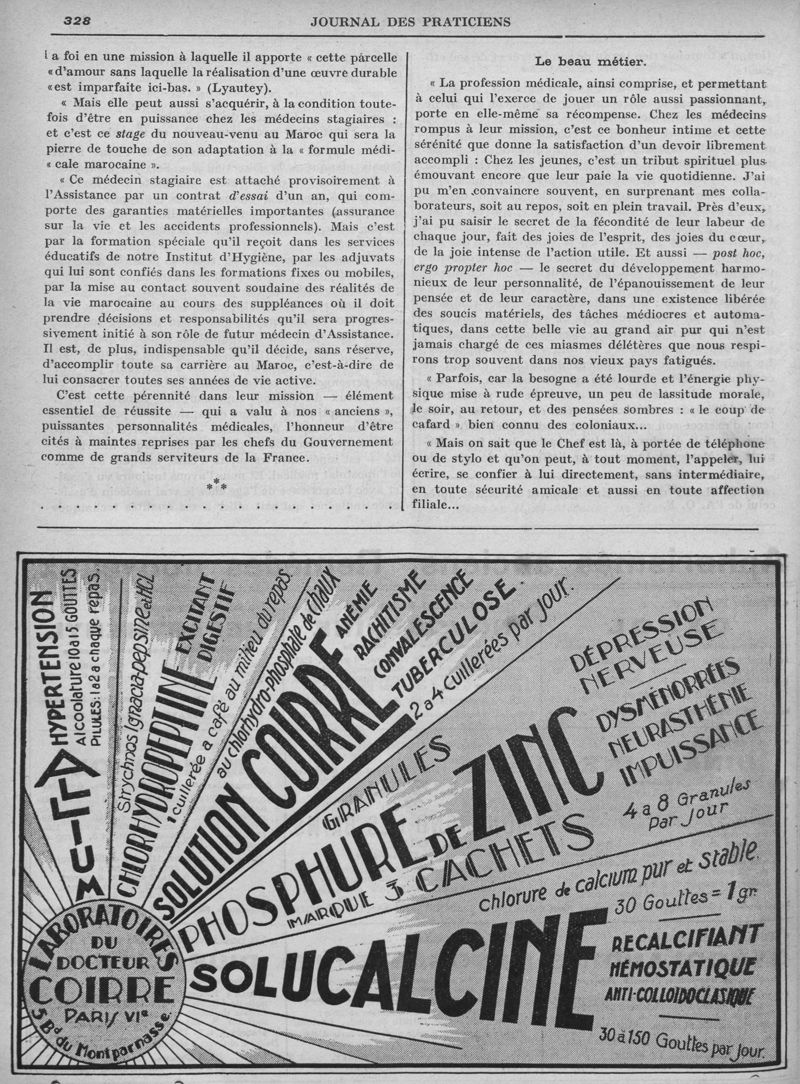 328
JOURNAL DES PRATICIENS
la foi en une mission à laquelle il apporte « cette parcelle
« d'amour sans laquelle la réalisation d'une œuvre durable
« est imparfaite ici-bas. » (Lyautey).
« Mais elle peut aussi s'acquérir, à la condition toute-
fois d'être en puissance chez les médecins stagiaires :
et c'est ce stage du nouveau-venu au Maroc qui sera la
pierre de touche de son adaptation à la « formule médi-
« cale marocaine ».
« Ce médecin stagiaire est attaché provisoirement à
l'Assistance par un contrat d'essai d'un an, qui com-
porte des garanties matérielles importantes (assurance
sur la vie et les accidents professionnels). Mais c'est
par la formation spéciale qu'il reçoit dans les services
éducatifs de notre Institut d'Hygiène, par les adjuvats
qui lui sont confiés dans les formations fixes ou mobiles,
par la mise au contact souvent soudaine des réalités de
la vie marocaine au cours des suppléances où il doit
prendre décisions et responsabilités qu'il sera progres-
sivement initié à son rôle de futur médecin d'Assistance.
Il est, de plus, indispensable qu'il décide, sans réserve,
d'accomplir toute sa carrière au Maroc, c'est-à-dire de
lui consacrer toutes ses années de vie active.
C'est cette pérennité dans leur mission — élément
essentiel de réussite — qui a valu à nos « anciens »,
puissantes personnalités médicales, l'honneur d'être
cités à maintes reprises par les chefs du Gouvernement
comme de grands serviteurs de la France.
* * *
. . . . . . . . . . . . . . . . . . .
Le beau métier.
« La profession médicale, ainsi comprise, et permettant
à celui qui l'exerce de jouer un rôle aussi passionnant,
porte en elle-même sa récompense. Chez les médecins
rompus à leur mission, c'est ce bonheur intime et cette
sérénité que donne la satisfaction d'un devoir librement
accompli : Chez les jeunes, c'est un tribut spirituel plus
émouvant encore que leur paie la vie quotidienne. J'ai
pu m'en convaincre souvent, en surprenant mes colla-
borateurs, soit au repos, soit en plein travail. Près d'eux,
j'ai pu saisir le secret de la fécondité de leur labeur de
chaque jour, fait des joies de l'esprit, des joies du cœur,
de la joie intense de l'action utile. Et aussi — post hoc,
ergo propter hoc — le secret du développement harmo-
nieux de leur personnalité, de l'épanouissement de leur
pensée et de leur caractère, dans une existence libérée
des soucis matériels, des tâches médiocres et automa-
tiques, dans cette belle vie au grand air pur qui n'est
jamais chargé de ces miasmes délétères que nous respi-
rons trop souvent dans nos vieux pays fatigués.
« Parfois, car la besogne a été lourde et l'énergie phy-
sique mise à rude épreuve, un peu de lassitude morale,
le soir, au retour, et des pensées sombres : « le coup de
cafard » bien connu des coloniaux...
« Mais on sait que le Chef est là, à portée de téléphone
ou de stylo et qu'on peut, à tout moment, l'appeler, lui
écrire, se confier à lui directement, sans intermédiaire,
en toute sécurité amicale et aussi en toute affection
filiale...
ALLIUM
HYPERTENSION
Alcoolature 10 a 15 GOUTTES
PILULES: 1 a 2 a chaque repas.
Strychnos Ignacia-pepsine et HCL
CHLORHYDROPEPTINE
EXCITANT
DIGESTIF
1 cuillerée a café au milieu du repas.
au chlorhydro-phosphate de chaux
SOLUTION COIRRE
ANÉMIE
RACHITISME
CONVALESCENCE
TUBERCULOSE.
2 a 4 cuillerées par jour.
GRANULES
PHOSPHURE DE ZINC
MARQUE 3 CACHETS
DÉPRESSION
NERVEUSE
DYSMÉNORRÉES
NEURASTHÉNIE
IMPUISSANCE
4 a 8 Granules
Par Jour
chlorure de calcium pur et stable.
30 Gouttes = 1gr.
SOLUCALCINE
RECALCIFIANT
HÉMOSTATIQUE
ANTI-COLLOÏDOCLASIQUE
30 à 150 Gouttes par Jour.
LABORATOIRES
DU
DOCTEUR
COIRRE
PARIS VIe
5 Bd du Montparnasse.